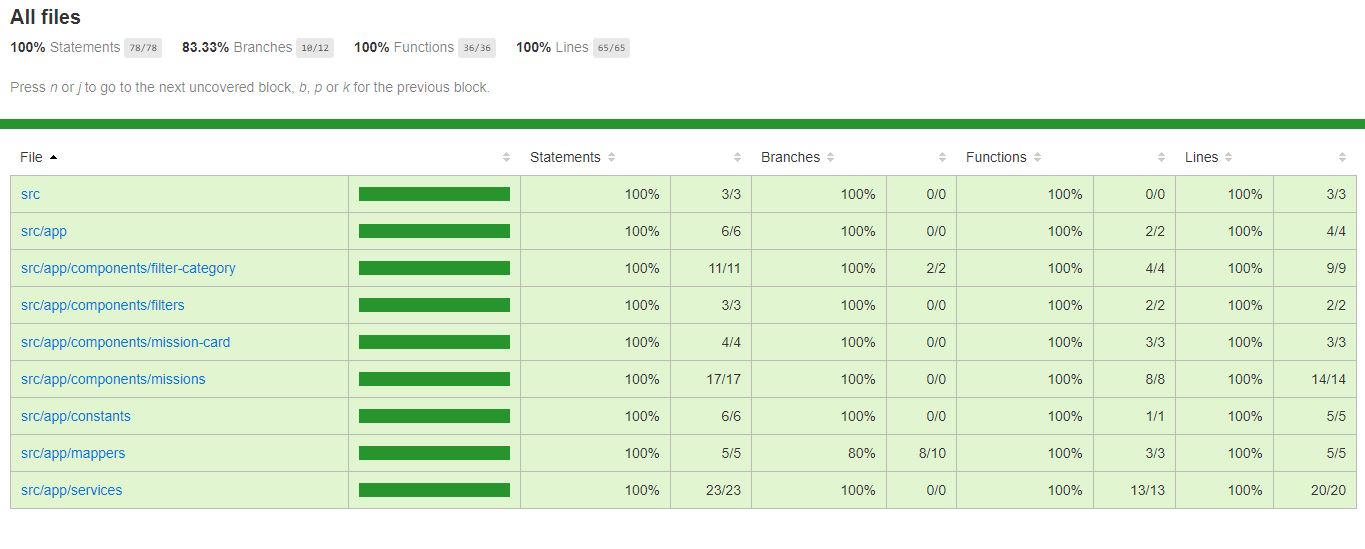 All files
100% Statements 78/78 83.33% Branches 10/12 100% Functions 36/36 100% Lines 65/65
Press n or j to go to the next uncovered block, b, p or k for the previous block.
File Statements Branches Functions Lines
src 100% 3/3 100% 0/0 100% 0/0 100% 3/3
src/app 100% 6/6 100% 0/0 100% 2/2 100% 4/4
src/app/components/filter-category 100% 11/11 100% 2/2 100% 4/4 100% 9/9
src/app/components/filters 100% 3/3 100% 0/0 100% 2/2 100% 2/2
src/app/components/mission-card 100% 4/4 100% 0/0 100% 3/3 100% 3/3
src/app/components/missions 100% 17/17 100% 0/0 100% 8/8 100% 14/14
src/app/constants 100% 6/6 100% 0/0 100% 1/1 100% 5/5
src/app/mappers 100% 5/5 80% 8/10 100% 3/3 100% 5/5
src/app/services 100% 23/23 100% 0/0 100% 13/13 100% 20/20